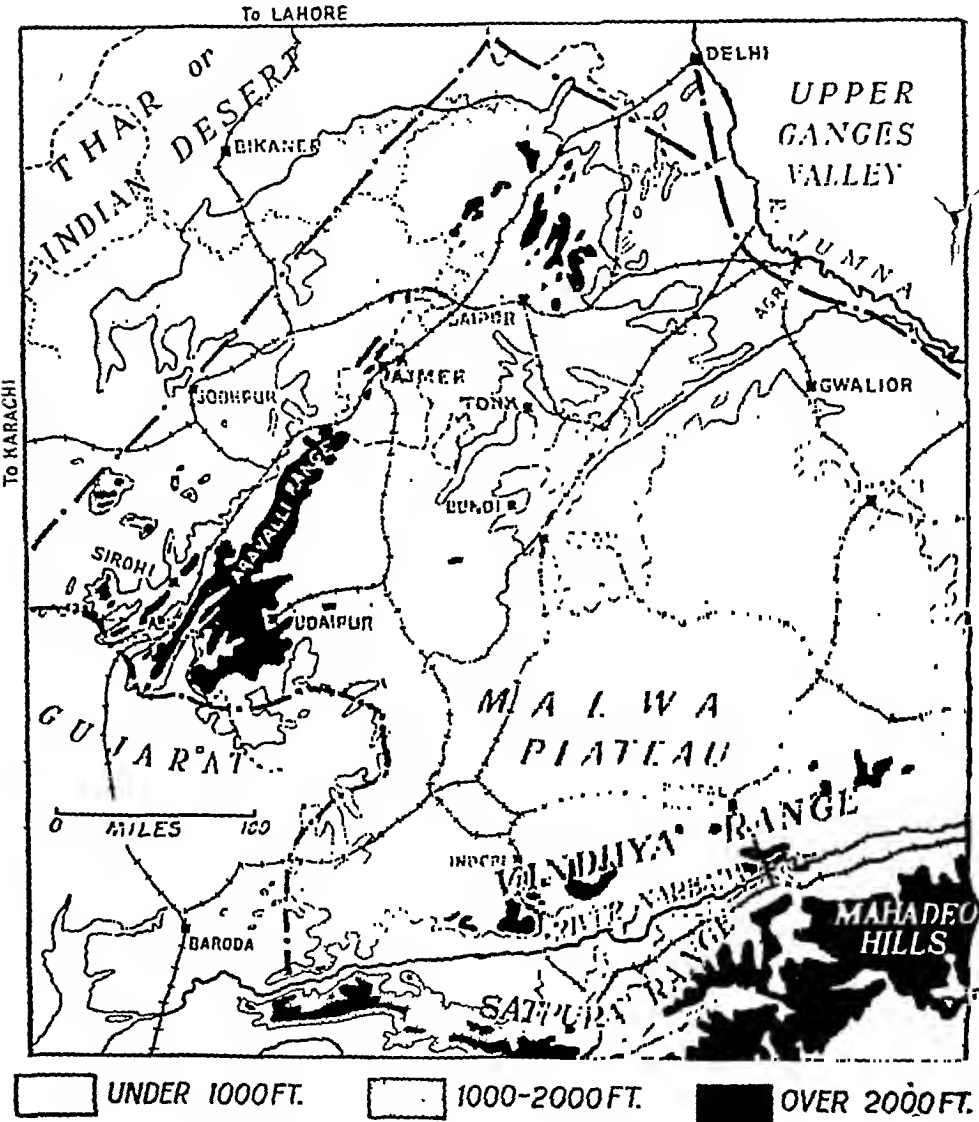 To LAHORE
DELHI
THAR or
INDIAN DESERT
UPPER
GANGES
VALLEY
BIKANER
R. JUMNA
AGRA
JAIPUR
AJMER
To KARACHI
JODHPUR
GWALIOR
TONK
BUNDI
ARAVALLI RANGE
SIROHI
UDAIPUR
GUJARAT
MALWA
PLATEAU
0 MILES 100
VINDHYA RANGE
INDORE
RIVER NARBADA
BARODA
MAHADEO
HILLS
SATPURA RANGE
UNDER 1000 FT.
1000-2000 FT.
OVER 2000 FT.